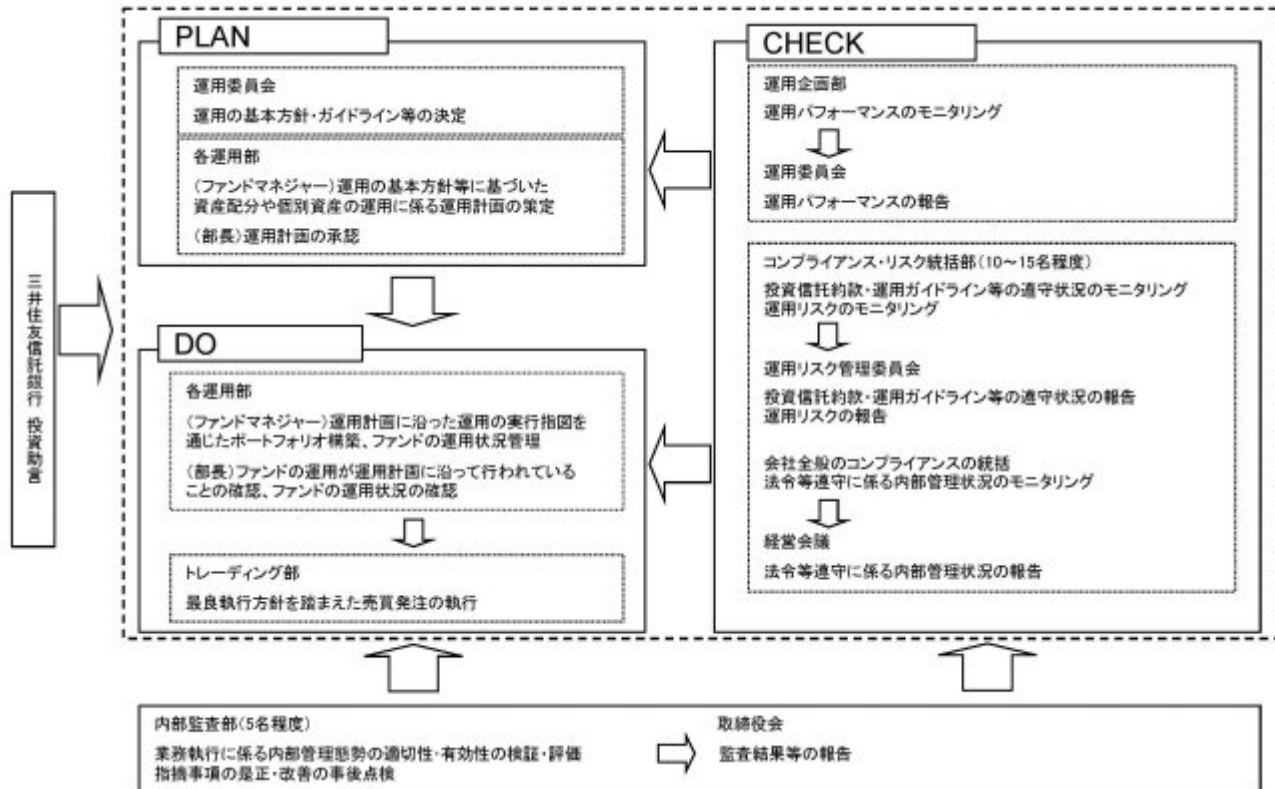 三井住友信託銀行 投資助言
PLAN
運用委員会
運用の基本方針・ガイドライン等の決定
各運用部
(ファンドマネジャー)運用の基本方針等に基づいた
資産配分や個別資産の運用に係る運用計画の策定
(部長)運用計画の承認
DO
各運用部
(ファンドマネジャー)運用計画に沿った運用の実行指図を
通じたポートフォリオ構築、ファンドの運用状況管理
(部長)ファンドの運用が運用計画に沿って行われている
ことの確認、ファンドの運用状況の確認
トレーディング部
最良執行方針を踏まえた売買発注の執行
CHECK
運用企画部
運用パフォーマンスのモニタリング
運用委員会
運用パフォーマンスの報告
コンプライアンス・リスク統括部(10～15名程度)
投資信託約款・運用ガイドライン等の遵守状況のモニタリング
運用リスクのモニタリング
運用リスク管理委員会
投資信託約款・運用ガイドライン等の遵守状況の報告
運用リスクの報告
会社全般のコンプライアンスの統括
法令等遵守に係る内部管理状況のモニタリング
経営会議
法令等遵守に係る内部管理状況の報告
内部監査部(5名程度)
業務執行に係る内部管理態勢の適切性・有効性の検証・評価
指摘事項の是正・改善の事後点検
取締役会
監査結果等の報告